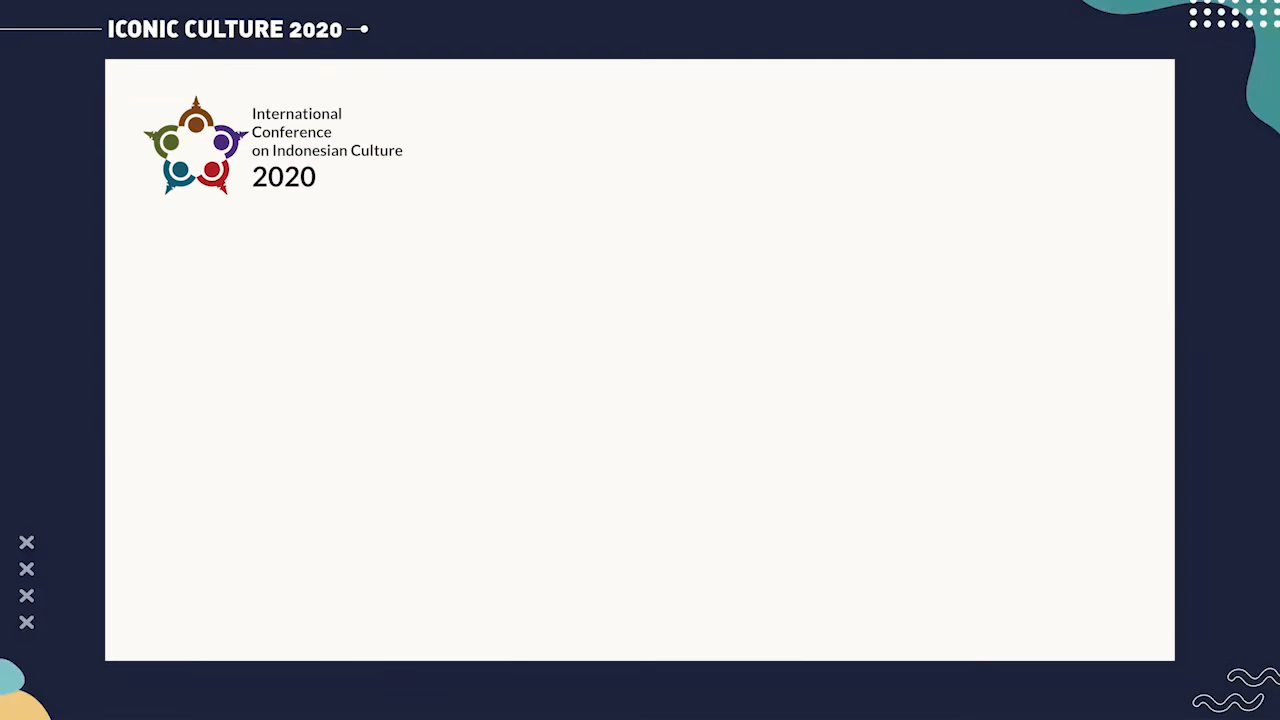 ICONIC CULTURE 2020
International
Conference
on Indonesian Culture
2020